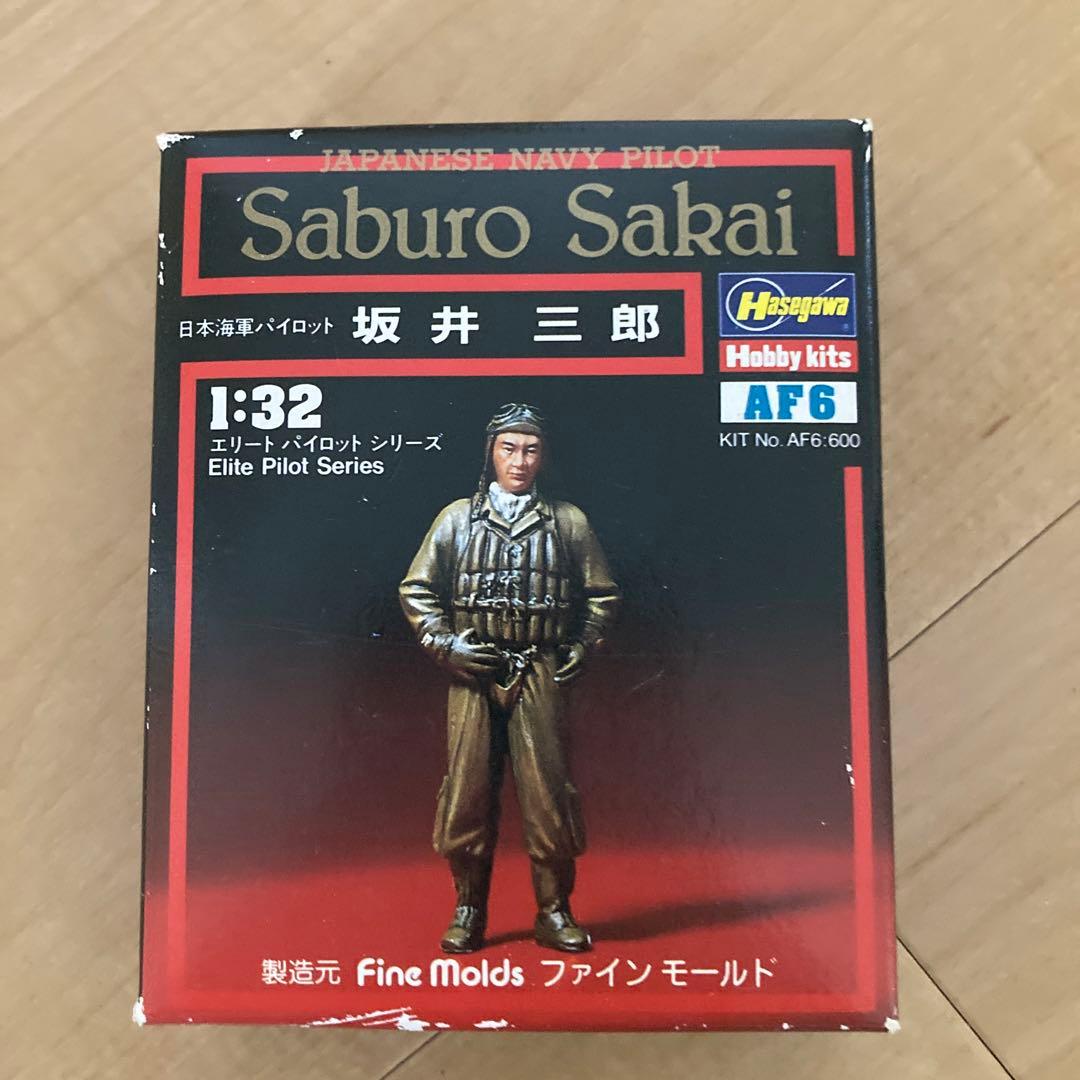 JAPANESE NAVY PILOT
Saburo Sakai
日本海軍パイロット 坂井 三郎
Hasegawa
Hobby kits
AF6
KIT No. AF6:600
1:32
エリート パイロット シリーズ
Elite Pilot Series
製造元 Fine Molds ファイン モールド